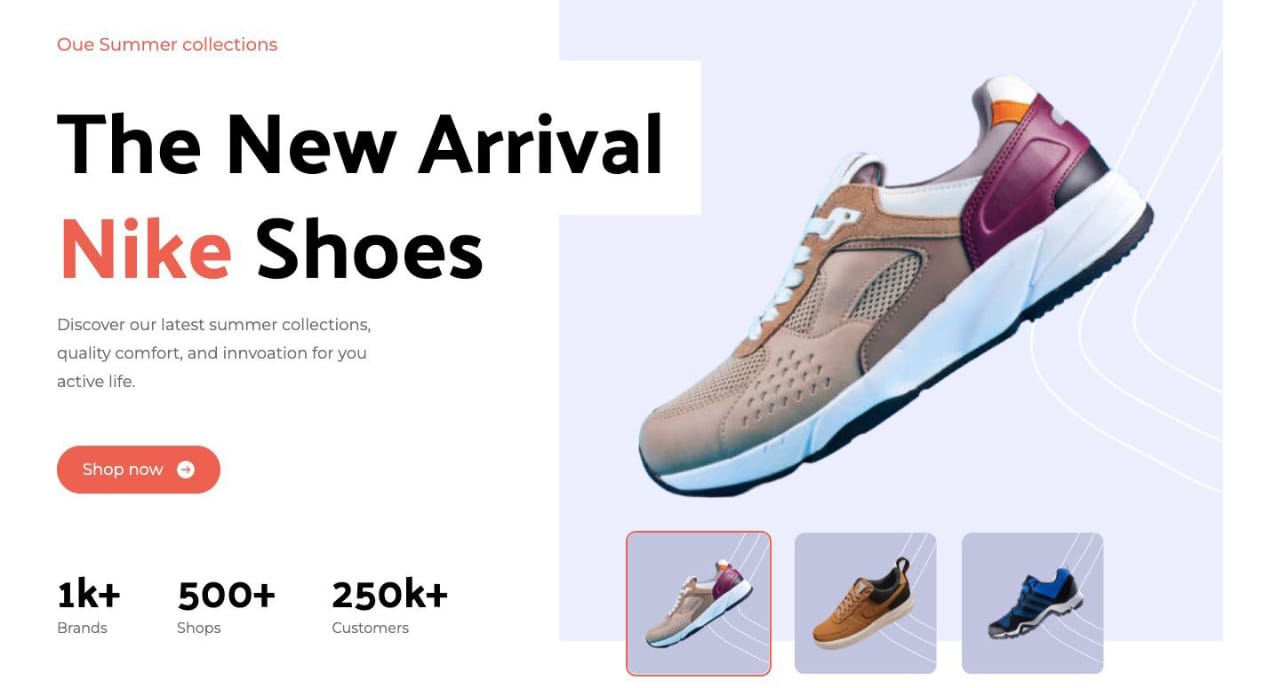 Oue Summer collections
The New Arrival
Nike Shoes
Discover our latest summer collections,
quality comfort, and innvoation for you
active life.
Shop now
1k+ 500+ 250k+
Brands Shops Customers